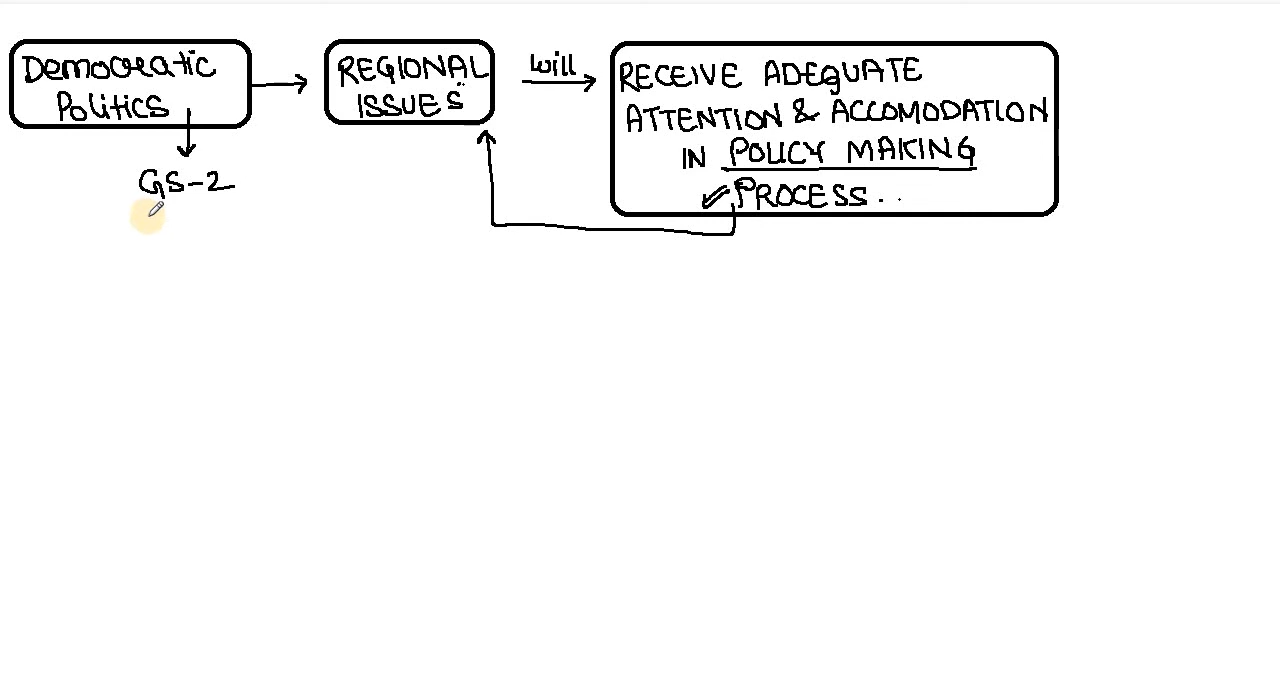 Democratic
Politics
GS-2
REGIONAL
ISSUES
will
RECEIVE ADEQUATE
ATTENTION & ACCOMODATION
IN POLICY MAKING
PROCESS..